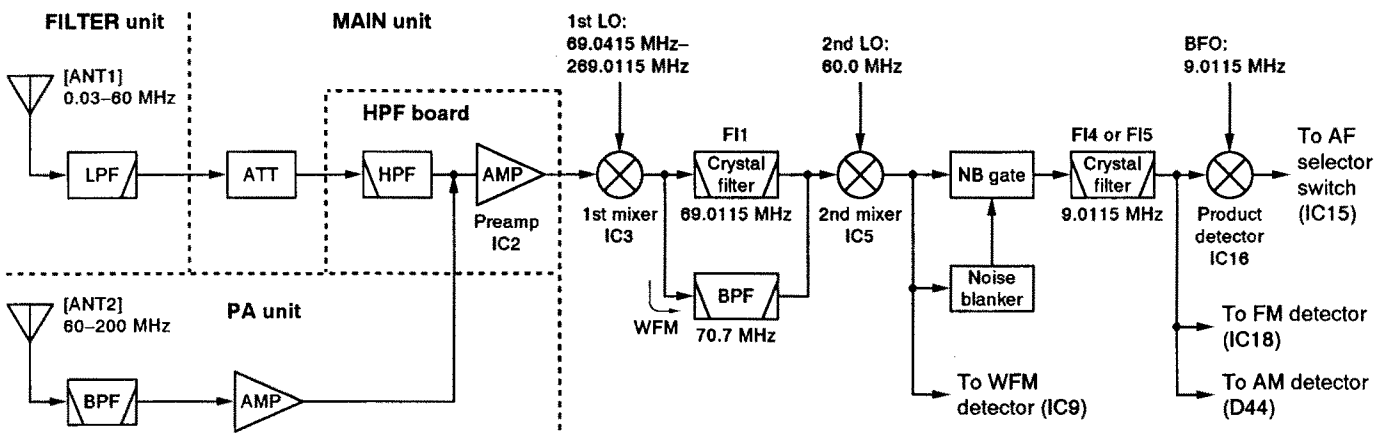 FILTER unit
MAIN unit
[ANT1]
0.03–60 MHz
HPF board
LPF
ATT
HPF
AMP
Preamp
IC2
1st LO:
69.0415 MHz–
269.0115 MHz
1st mixer
IC3
FI1
Crystal
filter
69.0115 MHz
WFM
BPF
70.7 MHz
2nd LO:
60.0 MHz
2nd mixer
IC5
NB gate
Noise
blanker
To WFM
detector (IC9)
FI4 or FI5
Crystal
filter
9.0115 MHz
BFO:
9.0115 MHz
Product
detector
IC16
To AF
selector
switch
(IC15)
To FM detector
(IC18)
To AM detector
(D44)
[ANT2]
60–200 MHz
PA unit
BPF
AMP